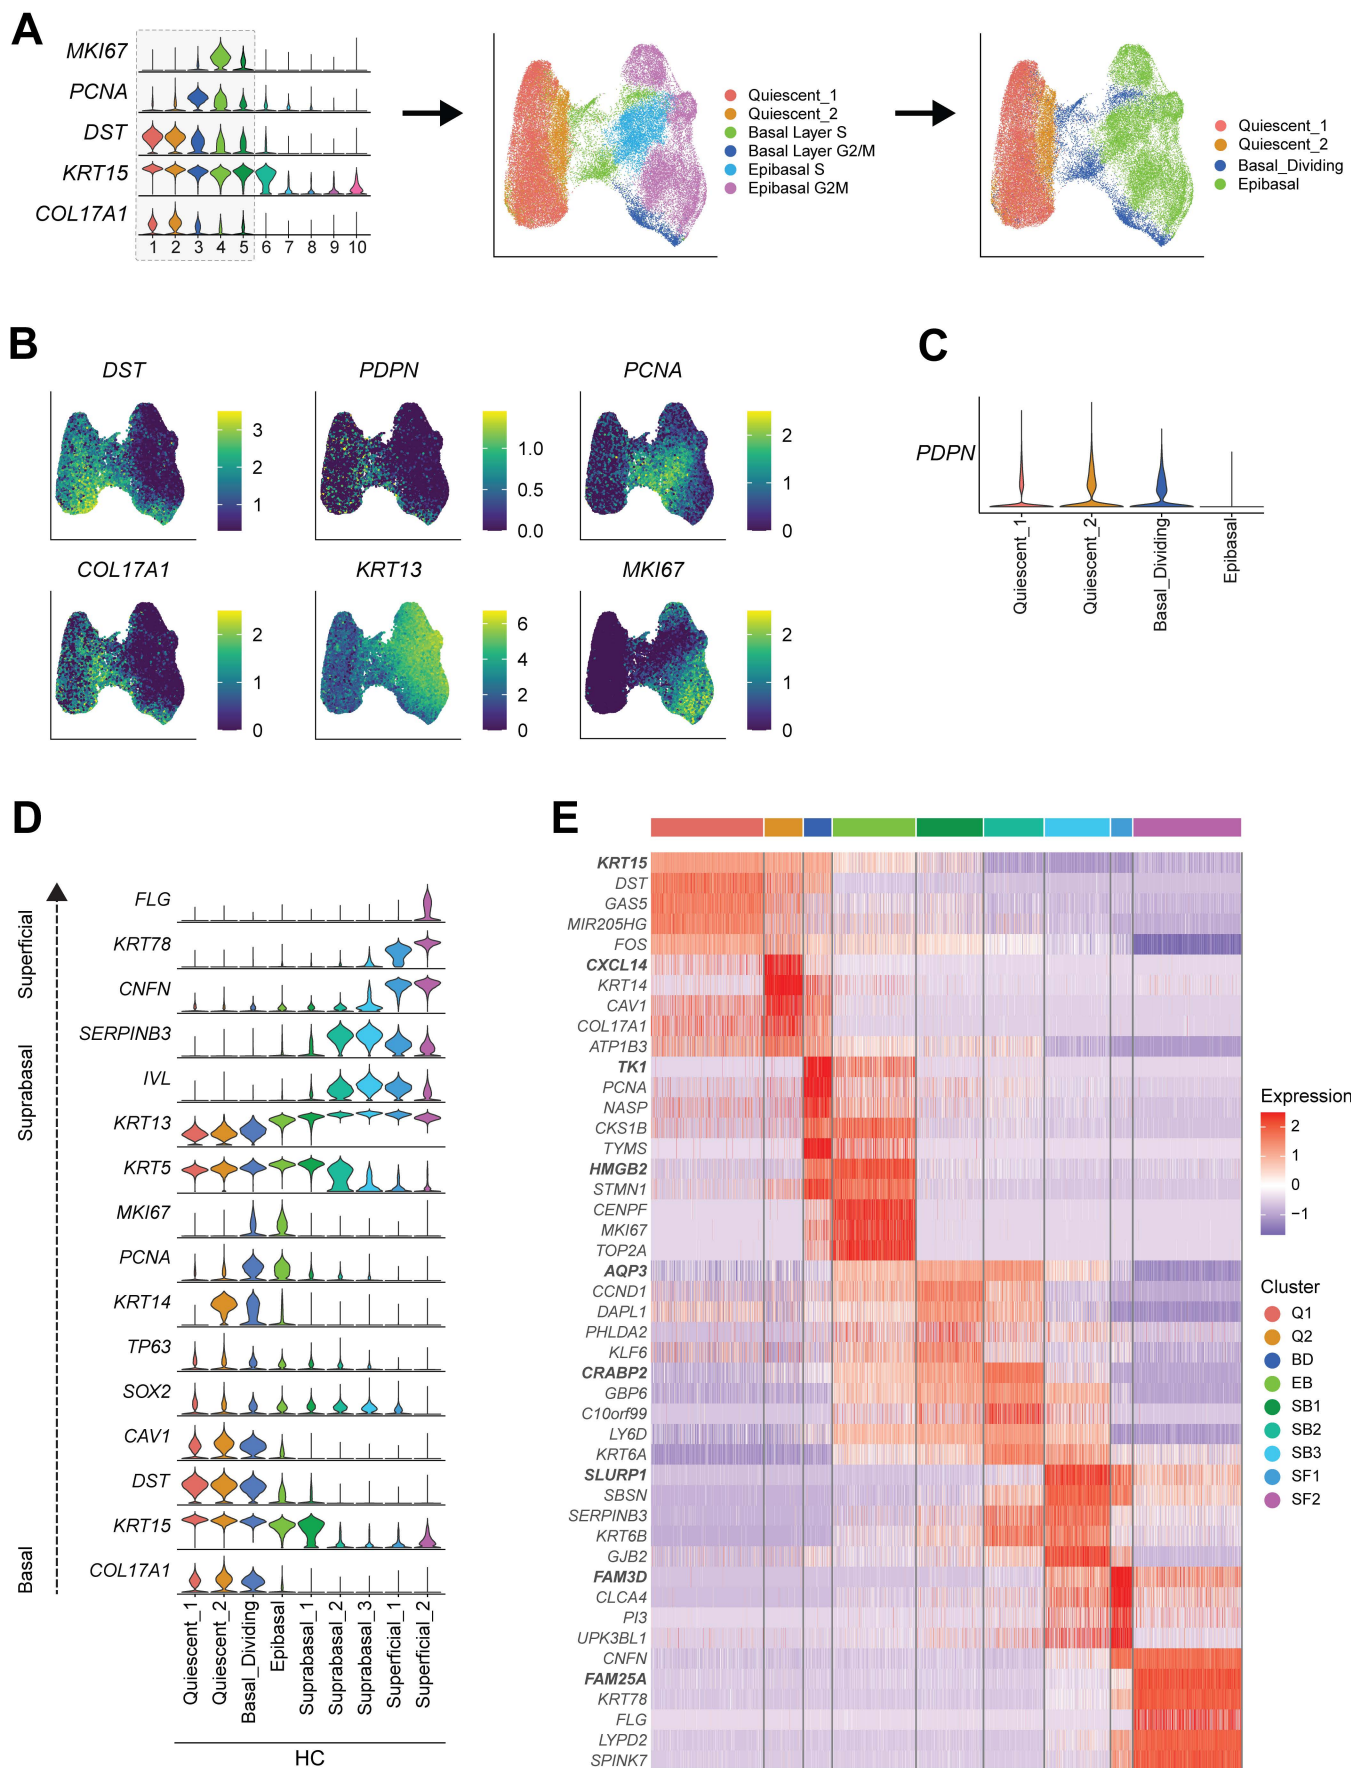 A
MKI67
PCNA
DST
KRT15
COL17A1
1 2 3 4 5 6 7 8 9 10
Quiescent_1
Quiescent_2
Basal Layer S
Basal Layer G2/M
Epibasal S
Epibasal G2M
Quiescent_1
Quiescent_2
Basal_Dividing
Epibasal
B
DST
3
2
1
PDPN
1.0
0.5
0.0
PCNA
2
1
0
COL17A1
2
1
0
KRT13
6
4
2
0
MKI67
2
1
0
C
PDPN
Quiescent_1
Quiescent_2
Basal_Dividing
Epibasal
D
Superficial
Suprabasal
Basal
FLG
KRT78
CNFN
SERPINB3
IVL
KRT13
KRT5
MKI67
PCNA
KRT14
TP63
SOX2
CAV1
DST
KRT15
COL17A1
Quiescent_1
Quiescent_2
Basal_Dividing
Epibasal
Suprabasal_1
Suprabasal_2
Suprabasal_3
Superficial_1
Superficial_2
HC
E
KRT15
DST
GAS5
MIR205HG
FOS
CXCL14
KRT14
CAV1
COL17A1
ATP1B3
TK1
PCNA
NASP
CKS1B
TYMS
HMGB2
STMN1
CENPF
MKI67
TOP2A
AQP3
CCND1
DAPL1
PHLDA2
KLF6
CRABP2
GBP6
C10orf99
LY6D
KRT6A
SLURP1
SBSN
SERPINB3
KRT6B
GJB2
FAM3D
CLCA4
PI3
UPK3BL1
CNFN
FAM25A
KRT78
FLG
LYPD2
SPINK7
Expression
2
1
0
−1
Cluster
Q1
Q2
BD
EB
SB1
SB2
SB3
SF1
SF2